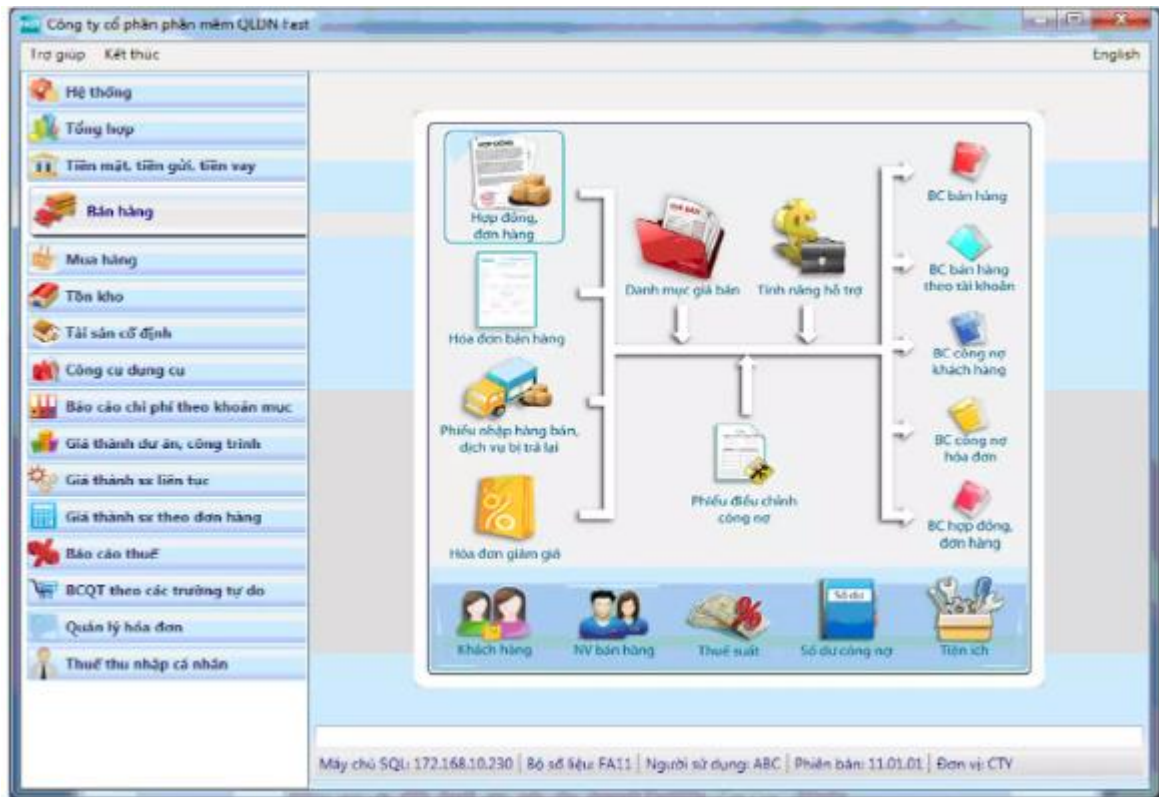 Công ty cổ phần phần mềm QLDN Fast
Trợ giúp Kết thúc English
Hệ thống
Tổng hợp
Tiền mặt, tiền gửi, tiền vay
Bán hàng
Mua hàng
Tồn kho
Tài sản cố định
Công cụ dụng cụ
Báo cáo chi phí theo khoản mục
Giá thành dự án, công trình
Giá thành sx liên tục
Giá thành sx theo đơn hàng
Báo cáo thuế
BCQT theo các trường tự do
Quản lý hóa đơn
Thuế thu nhập cá nhân
HỢP ĐỒNG
Hợp đồng,
đơn hàng
Hóa đơn bán hàng
Phiếu nhập hàng bán,
dịch vụ bị trả lại
Hóa đơn giảm giá
GIÁ BÁN
Danh mục giá bán
Tính năng hỗ trợ
Phiếu điều chỉnh
công nợ
BC bán hàng
BC bán hàng
theo tài khoản
BC công nợ
khách hàng
BC công nợ
hóa đơn
BC hợp đồng,
đơn hàng
Khách hàng
NV bán hàng
Thuế suất
Số dư
Số dư công nợ
Tiện ích
Máy chủ SQL: 172.168.10.230 | Bộ số liệu: FA11 | Người sử dụng: ABC | Phiên bản: 11.01.01 | Đơn vị: CTY